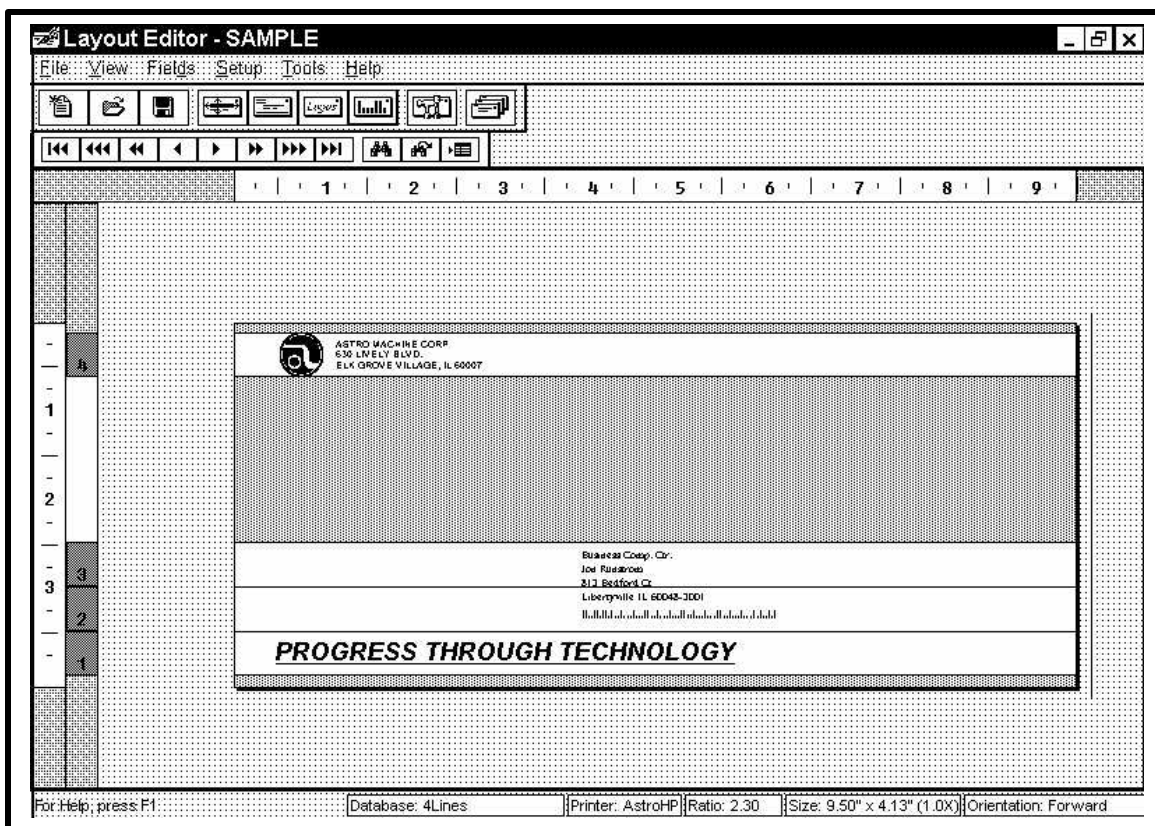 Layout Editor - SAMPLE
File View Fields Setup Tools Help
Logos
1 2 3 4 5 6 7 8 9
ASTRO MACHINE CORP
630 LIVELY BLVD.
ELK GROVE VILLAGE, IL 60007
4
1
2
Business Comp. Ctr.
Joe
813 Bedford Ct
3
3
Libertyville IL 60048-3001
2
PROGRESS THROUGH TECHNOLOGY
1
For Help, press F1
Database: 4Lines
Printer: AstroHP
Ratio: 2.30
Size: 9.50" x 4.13" (1.0X)
Orientation: Forward